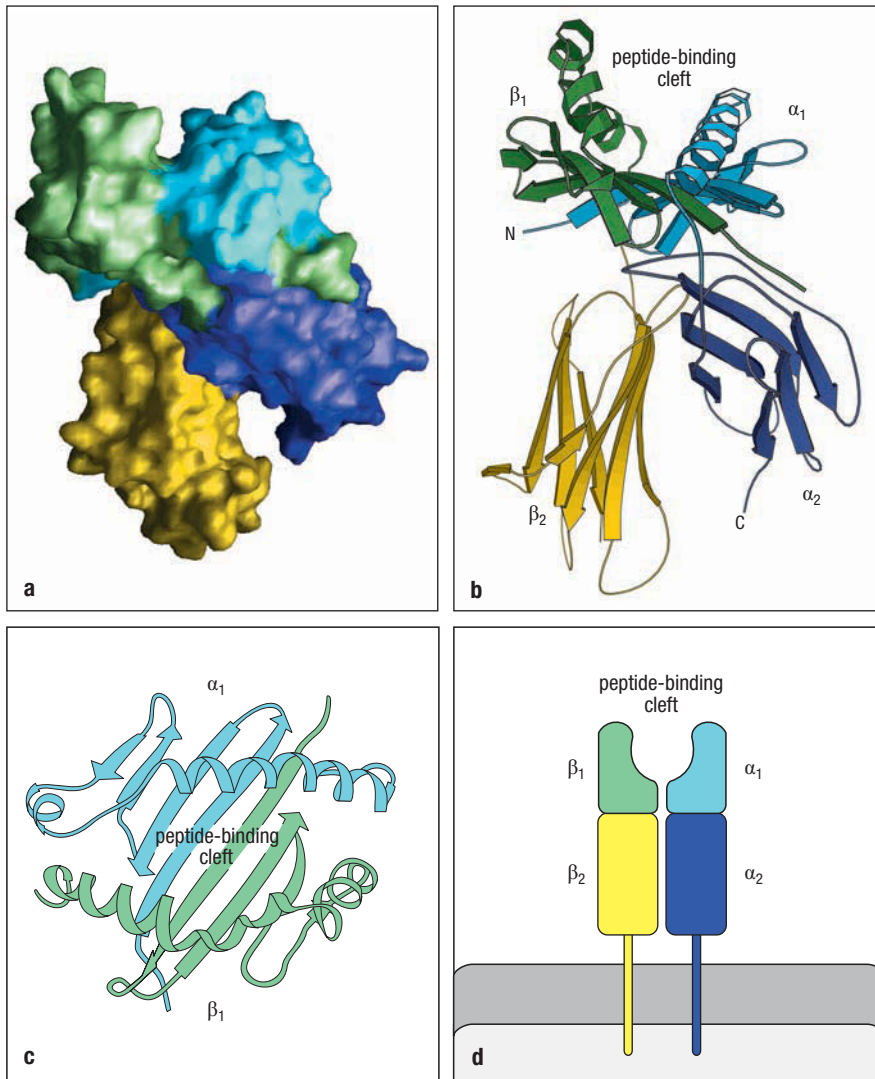 peptide-binding
cleft
β₁
α₁
N
β₂
α₂
C
a
b
α₁
peptide-binding
cleft
β₁
c
peptide-binding
cleft
β₁
α₁
β₂
α₂
d